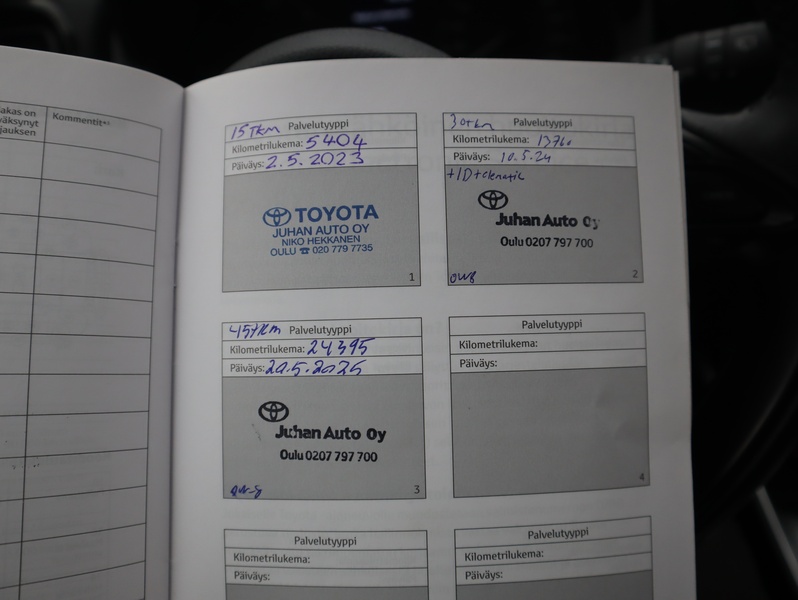 akas on
väksynyt
jauksen
Kommentit
15Tkm Palvelutyyppi
Kilometrilukema: 5404
Päiväys: 2.5.2023
TOYOTA
JUHAN AUTO OY
NIKO HEKKANEN
OULU ☎ 020 779 7735
1
30tkm Palvelutyyppi
Kilometrilukema: 13760
Päiväys: 10.5.24
Juhan Auto Oy
Oulu 0207 797 700
2
45tkm Palvelutyyppi
Kilometrilukema: 24395
Päiväys: 29.5.2025
Juhan Auto Oy
Oulu 0207 797 700
3
Palvelutyyppi
Kilometrilukema:
Päiväys:
4
Palvelutyyppi
Kilometrilukema:
Päiväys:
Palvelutyyppi
Kilometrilukema:
Päiväys: